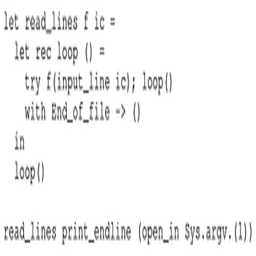 let read_lines f ic =
  let rec loop () =
    try f(input_line ic); loop()
    with End_of_file -> ()
  in
  loop()

read_lines print_endline (open_in Sys.argv.(1))